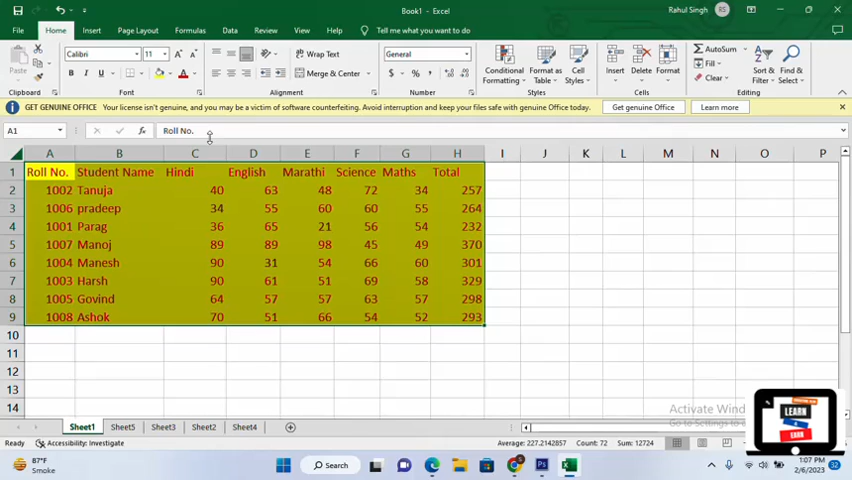 Book1 - Excel
Rahul Singh
RS
File
Home
Insert
Page Layout
Formulas
Data
Review
View
Help
Tell me what you want to do
Paste
Calibri
11
A^
Aˇ
Wrap Text
General
Conditional Formatting
Format as Table
Cell Styles
Insert
Delete
Format
AutoSum
Fill
Clear
Sort & Filter
Find & Select
B I U
Merge & Center
$ % ,
GET GENUINE OFFICE Your license isn't genuine, and you may be a victim of software counterfeiting. Avoid interruption and keep your files safe with genuine Office today.
Get genuine Office
Learn more
A1
fx
Roll No.
A B C D E F G H I J K L M N O P
1 Roll No. Student Name Hindi English Marathi Science Maths Total
2 1002 Tanuja 40 63 48 72 34 257
3 1006 pradeep 34 55 60 60 55 264
4 1001 Parag 36 65 21 56 54 232
5 1007 Manoj 89 89 98 45 49 370
6 1004 Manesh 90 31 54 66 60 301
7 1003 Harsh 90 61 51 69 58 329
8 1005 Govind 64 57 57 63 57 298
9 1008 Ashok 70 51 66 54 52 293
10
11
12
13
14
Activate Wind
Go to Settings to
LEARN
&
EARN
Sheet1 Sheet5 Sheet3 Sheet2 Sheet4
Ready
Accessibility: Investigate
Average: 227.2142857 Count: 72 Sum: 12724
87°F
Smoke
Search
1:07 PM
2/6/2023
32